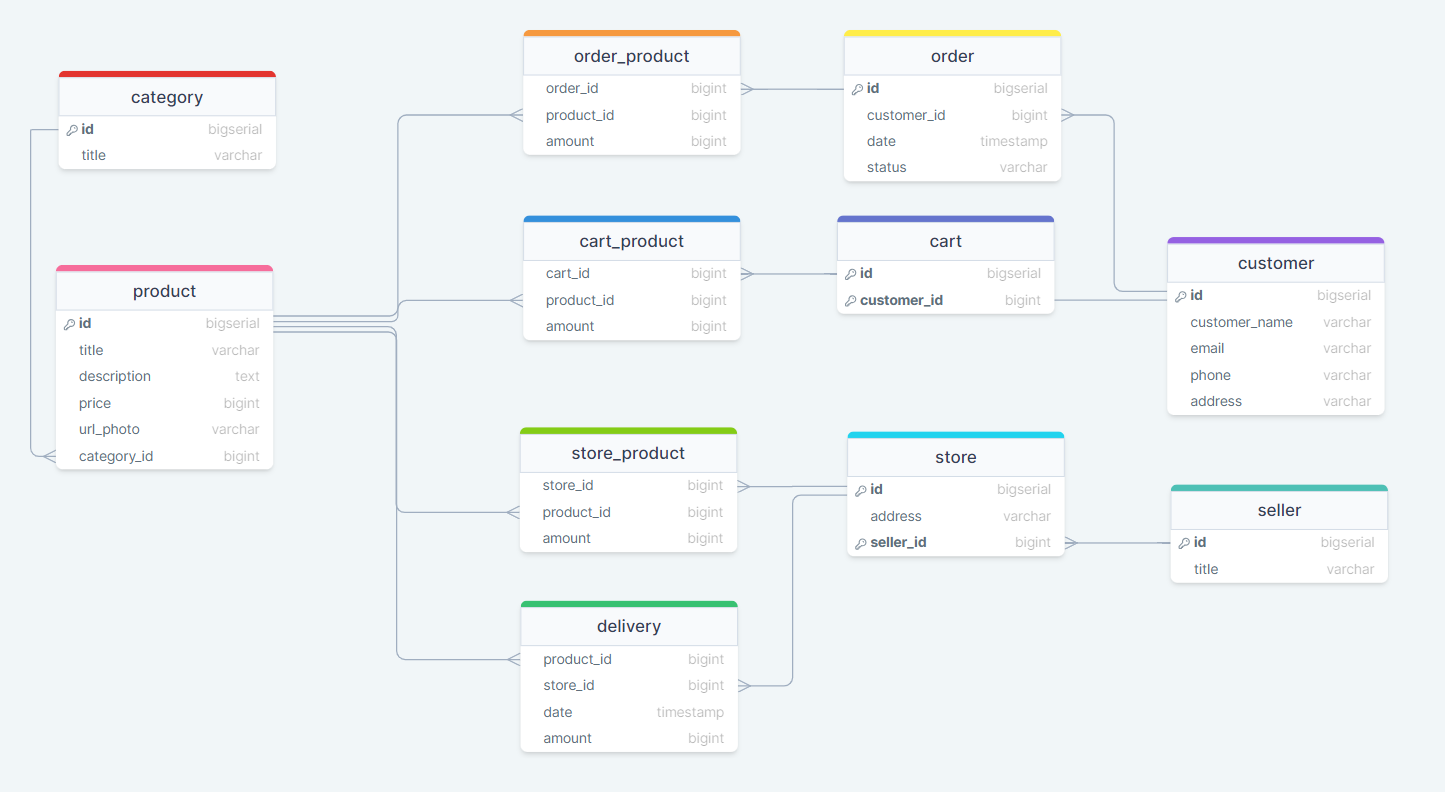 category
id bigserial
title varchar
product
id bigserial
title varchar
description text
price bigint
url_photo varchar
category_id bigint
order_product
order_id bigint
product_id bigint
amount bigint
order
id bigserial
customer_id bigint
date timestamp
status varchar
cart_product
cart_id bigint
product_id bigint
amount bigint
cart
id bigserial
customer_id bigint
customer
id bigserial
customer_name varchar
email varchar
phone varchar
address varchar
store_product
store_id bigint
product_id bigint
amount bigint
store
id bigserial
address varchar
seller_id bigint
seller
id bigserial
title varchar
delivery
product_id bigint
store_id bigint
date timestamp
amount bigint